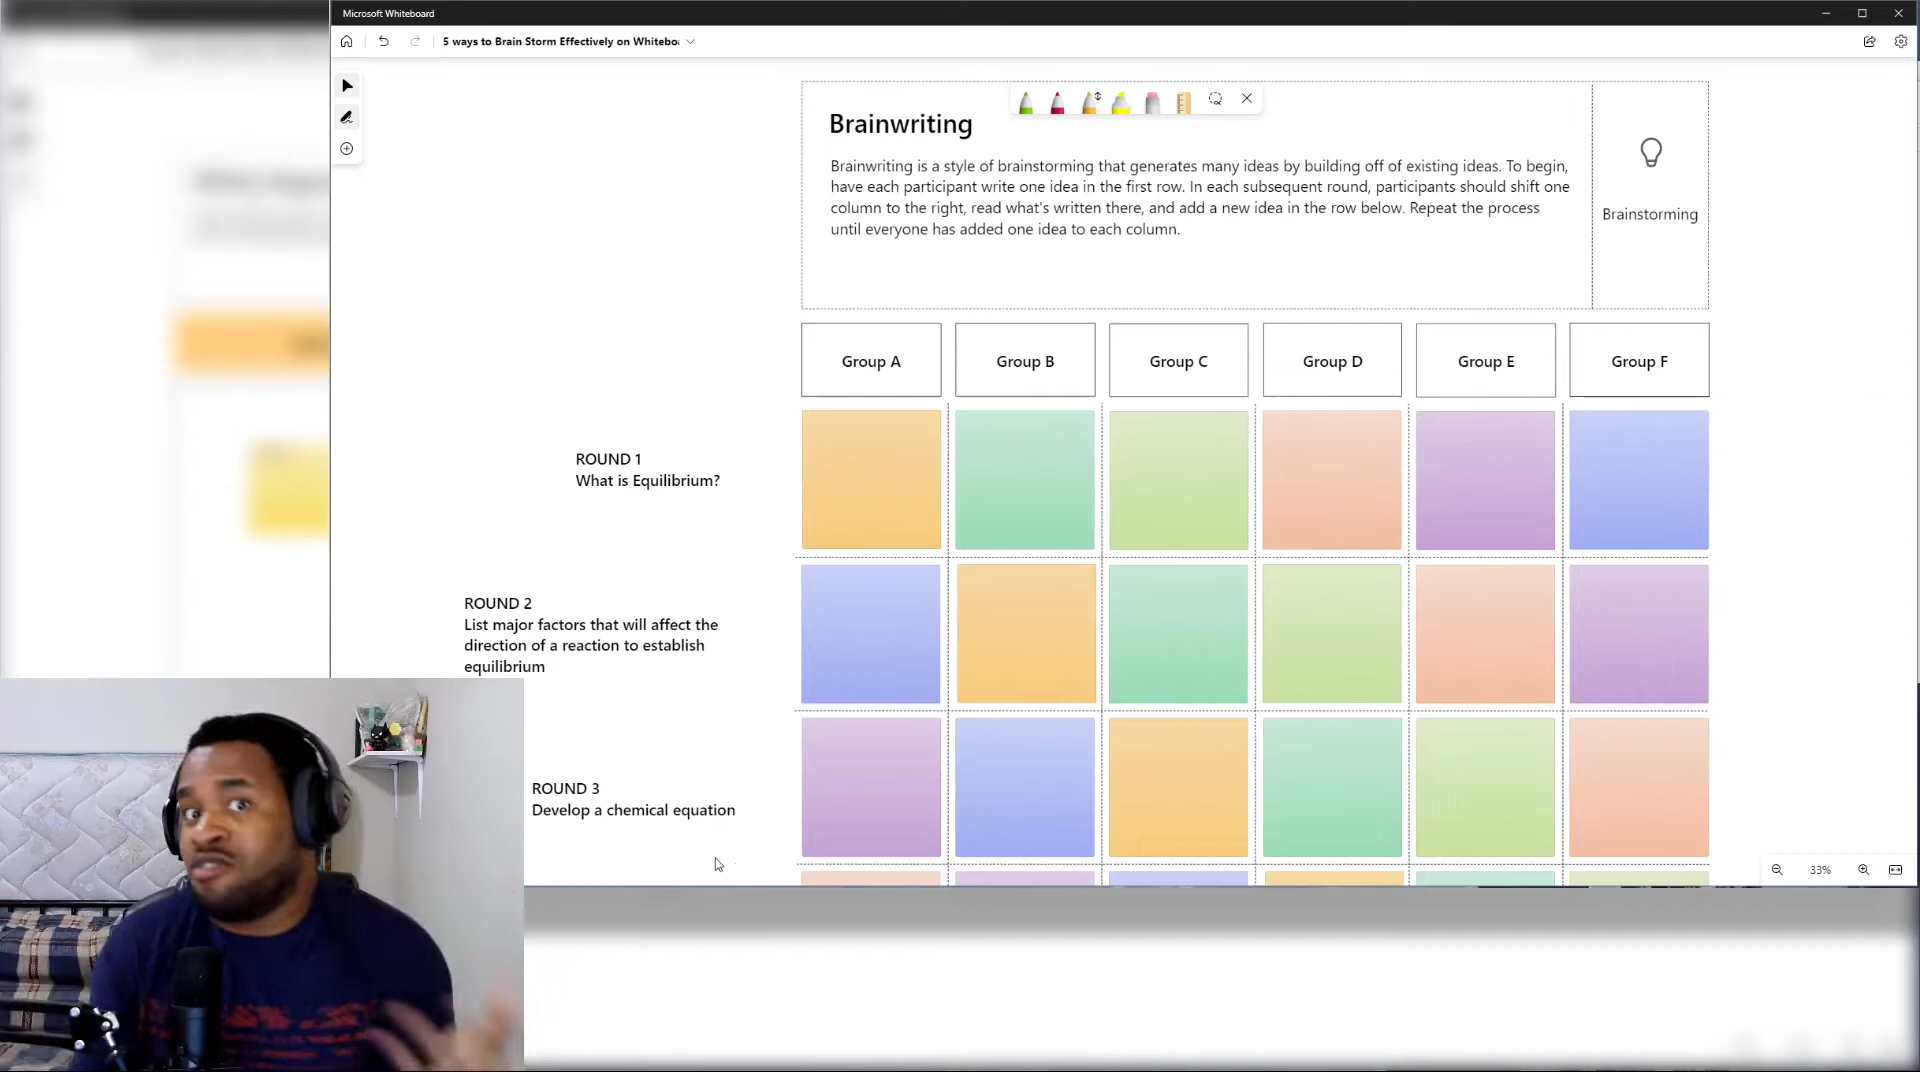 Microsoft Whiteboard
5 ways to Brain Storm Effectively on Whitebo
Brainwriting
Brainwriting is a style of brainstorming that generates many ideas by building off of existing ideas. To begin,
have each participant write one idea in the first row. In each subsequent round, participants should shift one
column to the right, read what's written there, and add a new idea in the row below. Repeat the process
until everyone has added one idea to each column.
Brainstorming
Group A
Group B
Group C
Group D
Group E
Group F
ROUND 1
What is Equilibrium?
ROUND 2
List major factors that will affect the
direction of a reaction to establish
equilibrium
ROUND 3
Develop a chemical equation
33%